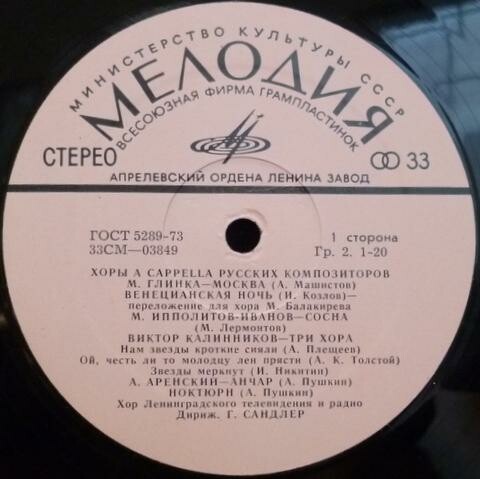 МИНИСТЕРСТВО КУЛЬТУРЫ СССР
МЕЛОДИЯ
ВСЕСОЮЗНАЯ ФИРМА ГРАМПЛАСТИНОК
СТЕРЕО
33
АПРЕЛЕВСКИЙ ОРДЕНА ЛЕНИНА ЗАВОД
ГОСТ 5289-73
33СМ—03849
1 сторона
Гр. 2. 1-20
ХОРЫ A CAPPELLA РУССКИХ КОМПОЗИТОРОВ
М. ГЛИНКА—МОСКВА (А. Машистов)
ВЕНЕЦИАНСКАЯ НОЧЬ (И. Козлов)—
переложение для хора М. Балакирева
М. ИППОЛИТОВ-ИВАНОВ—СОСНА
(М. Лермонтов)
ВИКТОР КАЛИННИКОВ—ТРИ ХОРА
Нам звезды кроткие сияли (А. Плещеев)
Ой, честь ли то молодцу лен прясти (А. К. Толстой)
Звезды меркнут (И. Никитин)
А. АРЕНСКИЙ—АНЧАР (А. Пушкин)
НОКТЮРН (А. Пушкин)
Хор Ленинградского телевидения и радио
Дириж. Г. САНДЛЕР